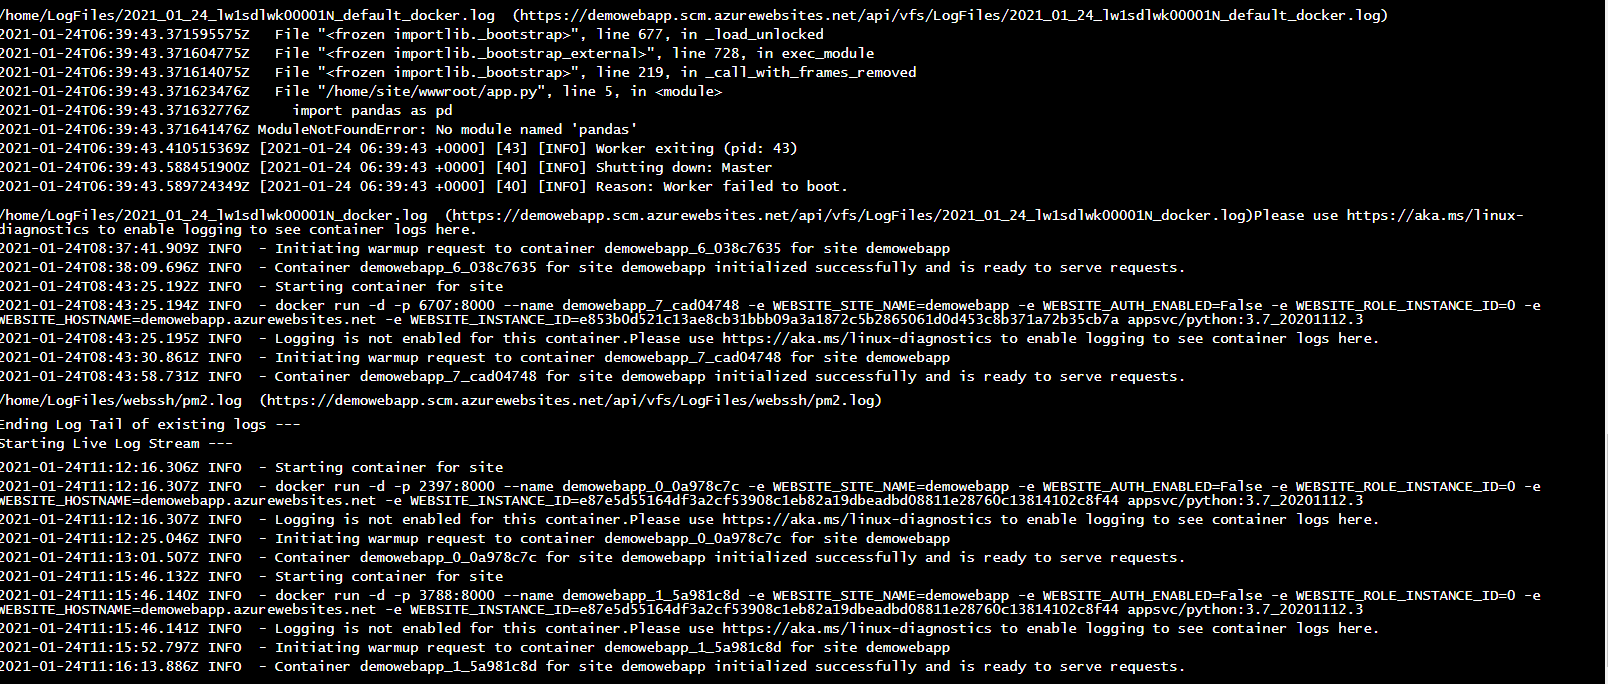 /home/LogFiles/2021_01_24_lw1sdlwk00001N_default_docker.log  (https://demowebapp.scm.azurewebsites.net/api/vfs/LogFiles/2021_01_24_lw1sdlwk00001N_default_docker.log)
2021-01-24T06:39:43.371595575Z   File "<frozen importlib._bootstrap>", line 677, in _load_unlocked
2021-01-24T06:39:43.371604775Z   File "<frozen importlib._bootstrap_external>", line 728, in exec_module
2021-01-24T06:39:43.371614075Z   File "<frozen importlib._bootstrap>", line 219, in _call_with_frames_removed
2021-01-24T06:39:43.371623476Z   File "/home/site/wwwroot/app.py", line 5, in <module>
2021-01-24T06:39:43.371632776Z     import pandas as pd
2021-01-24T06:39:43.371641476Z ModuleNotFoundError: No module named 'pandas'
2021-01-24T06:39:43.410515369Z [2021-01-24 06:39:43 +0000] [43] [INFO] Worker exiting (pid: 43)
2021-01-24T06:39:43.588451900Z [2021-01-24 06:39:43 +0000] [40] [INFO] Shutting down: Master
2021-01-24T06:39:43.589724349Z [2021-01-24 06:39:43 +0000] [40] [INFO] Reason: Worker failed to boot.
/home/LogFiles/2021_01_24_lw1sdlwk00001N_docker.log  (https://demowebapp.scm.azurewebsites.net/api/vfs/LogFiles/2021_01_24_lw1sdlwk00001N_docker.log)Please use https://aka.ms/linux-
diagnostics to enable logging to see container logs here.
2021-01-24T08:37:41.909Z INFO  - Initiating warmup request to container demowebapp_6_038c7635 for site demowebapp
2021-01-24T08:38:09.696Z INFO  - Container demowebapp_6_038c7635 for site demowebapp initialized successfully and is ready to serve requests.
2021-01-24T08:43:25.192Z INFO  - Starting container for site
2021-01-24T08:43:25.194Z INFO  - docker run -d -p 6707:8000 --name demowebapp_7_cad04748 -e WEBSITE_SITE_NAME=demowebapp -e WEBSITE_AUTH_ENABLED=False -e WEBSITE_ROLE_INSTANCE_ID=0 -e
WEBSITE_HOSTNAME=demowebapp.azurewebsites.net -e WEBSITE_INSTANCE_ID=e853b0d521c13ae8cb31bbb09a3a1872c5b2865061d0d453c8b371a72b35cb7a appsvc/python:3.7_20201112.3
2021-01-24T08:43:25.195Z INFO  - Logging is not enabled for this container.Please use https://aka.ms/linux-diagnostics to enable logging to see container logs here.
2021-01-24T08:43:30.861Z INFO  - Initiating warmup request to container demowebapp_7_cad04748 for site demowebapp
2021-01-24T08:43:58.731Z INFO  - Container demowebapp_7_cad04748 for site demowebapp initialized successfully and is ready to serve requests.
/home/LogFiles/webssh/pm2.log  (https://demowebapp.scm.azurewebsites.net/api/vfs/LogFiles/webssh/pm2.log)
Ending Log Tail of existing logs ---
Starting Live Log Stream ---
2021-01-24T11:12:16.306Z INFO  - Starting container for site
2021-01-24T11:12:16.307Z INFO  - docker run -d -p 2397:8000 --name demowebapp_0_0a978c7c -e WEBSITE_SITE_NAME=demowebapp -e WEBSITE_AUTH_ENABLED=False -e WEBSITE_ROLE_INSTANCE_ID=0 -e
WEBSITE_HOSTNAME=demowebapp.azurewebsites.net -e WEBSITE_INSTANCE_ID=e87e5d55164df3a2cf53908c1eb82a19dbeadbd08811e28760c13814102c8f44 appsvc/python:3.7_20201112.3
2021-01-24T11:12:16.307Z INFO  - Logging is not enabled for this container.Please use https://aka.ms/linux-diagnostics to enable logging to see container logs here.
2021-01-24T11:12:25.046Z INFO  - Initiating warmup request to container demowebapp_0_0a978c7c for site demowebapp
2021-01-24T11:13:01.507Z INFO  - Container demowebapp_0_0a978c7c for site demowebapp initialized successfully and is ready to serve requests.
2021-01-24T11:15:46.132Z INFO  - Starting container for site
2021-01-24T11:15:46.140Z INFO  - docker run -d -p 3788:8000 --name demowebapp_1_5a981c8d -e WEBSITE_SITE_NAME=demowebapp -e WEBSITE_AUTH_ENABLED=False -e WEBSITE_ROLE_INSTANCE_ID=0 -e
WEBSITE_HOSTNAME=demowebapp.azurewebsites.net -e WEBSITE_INSTANCE_ID=e87e5d55164df3a2cf53908c1eb82a19dbeadbd08811e28760c13814102c8f44 appsvc/python:3.7_20201112.3
2021-01-24T11:15:46.141Z INFO  - Logging is not enabled for this container.Please use https://aka.ms/linux-diagnostics to enable logging to see container logs here.
2021-01-24T11:15:52.797Z INFO  - Initiating warmup request to container demowebapp_1_5a981c8d for site demowebapp
2021-01-24T11:16:13.886Z INFO  - Container demowebapp_1_5a981c8d for site demowebapp initialized successfully and is ready to serve requests.